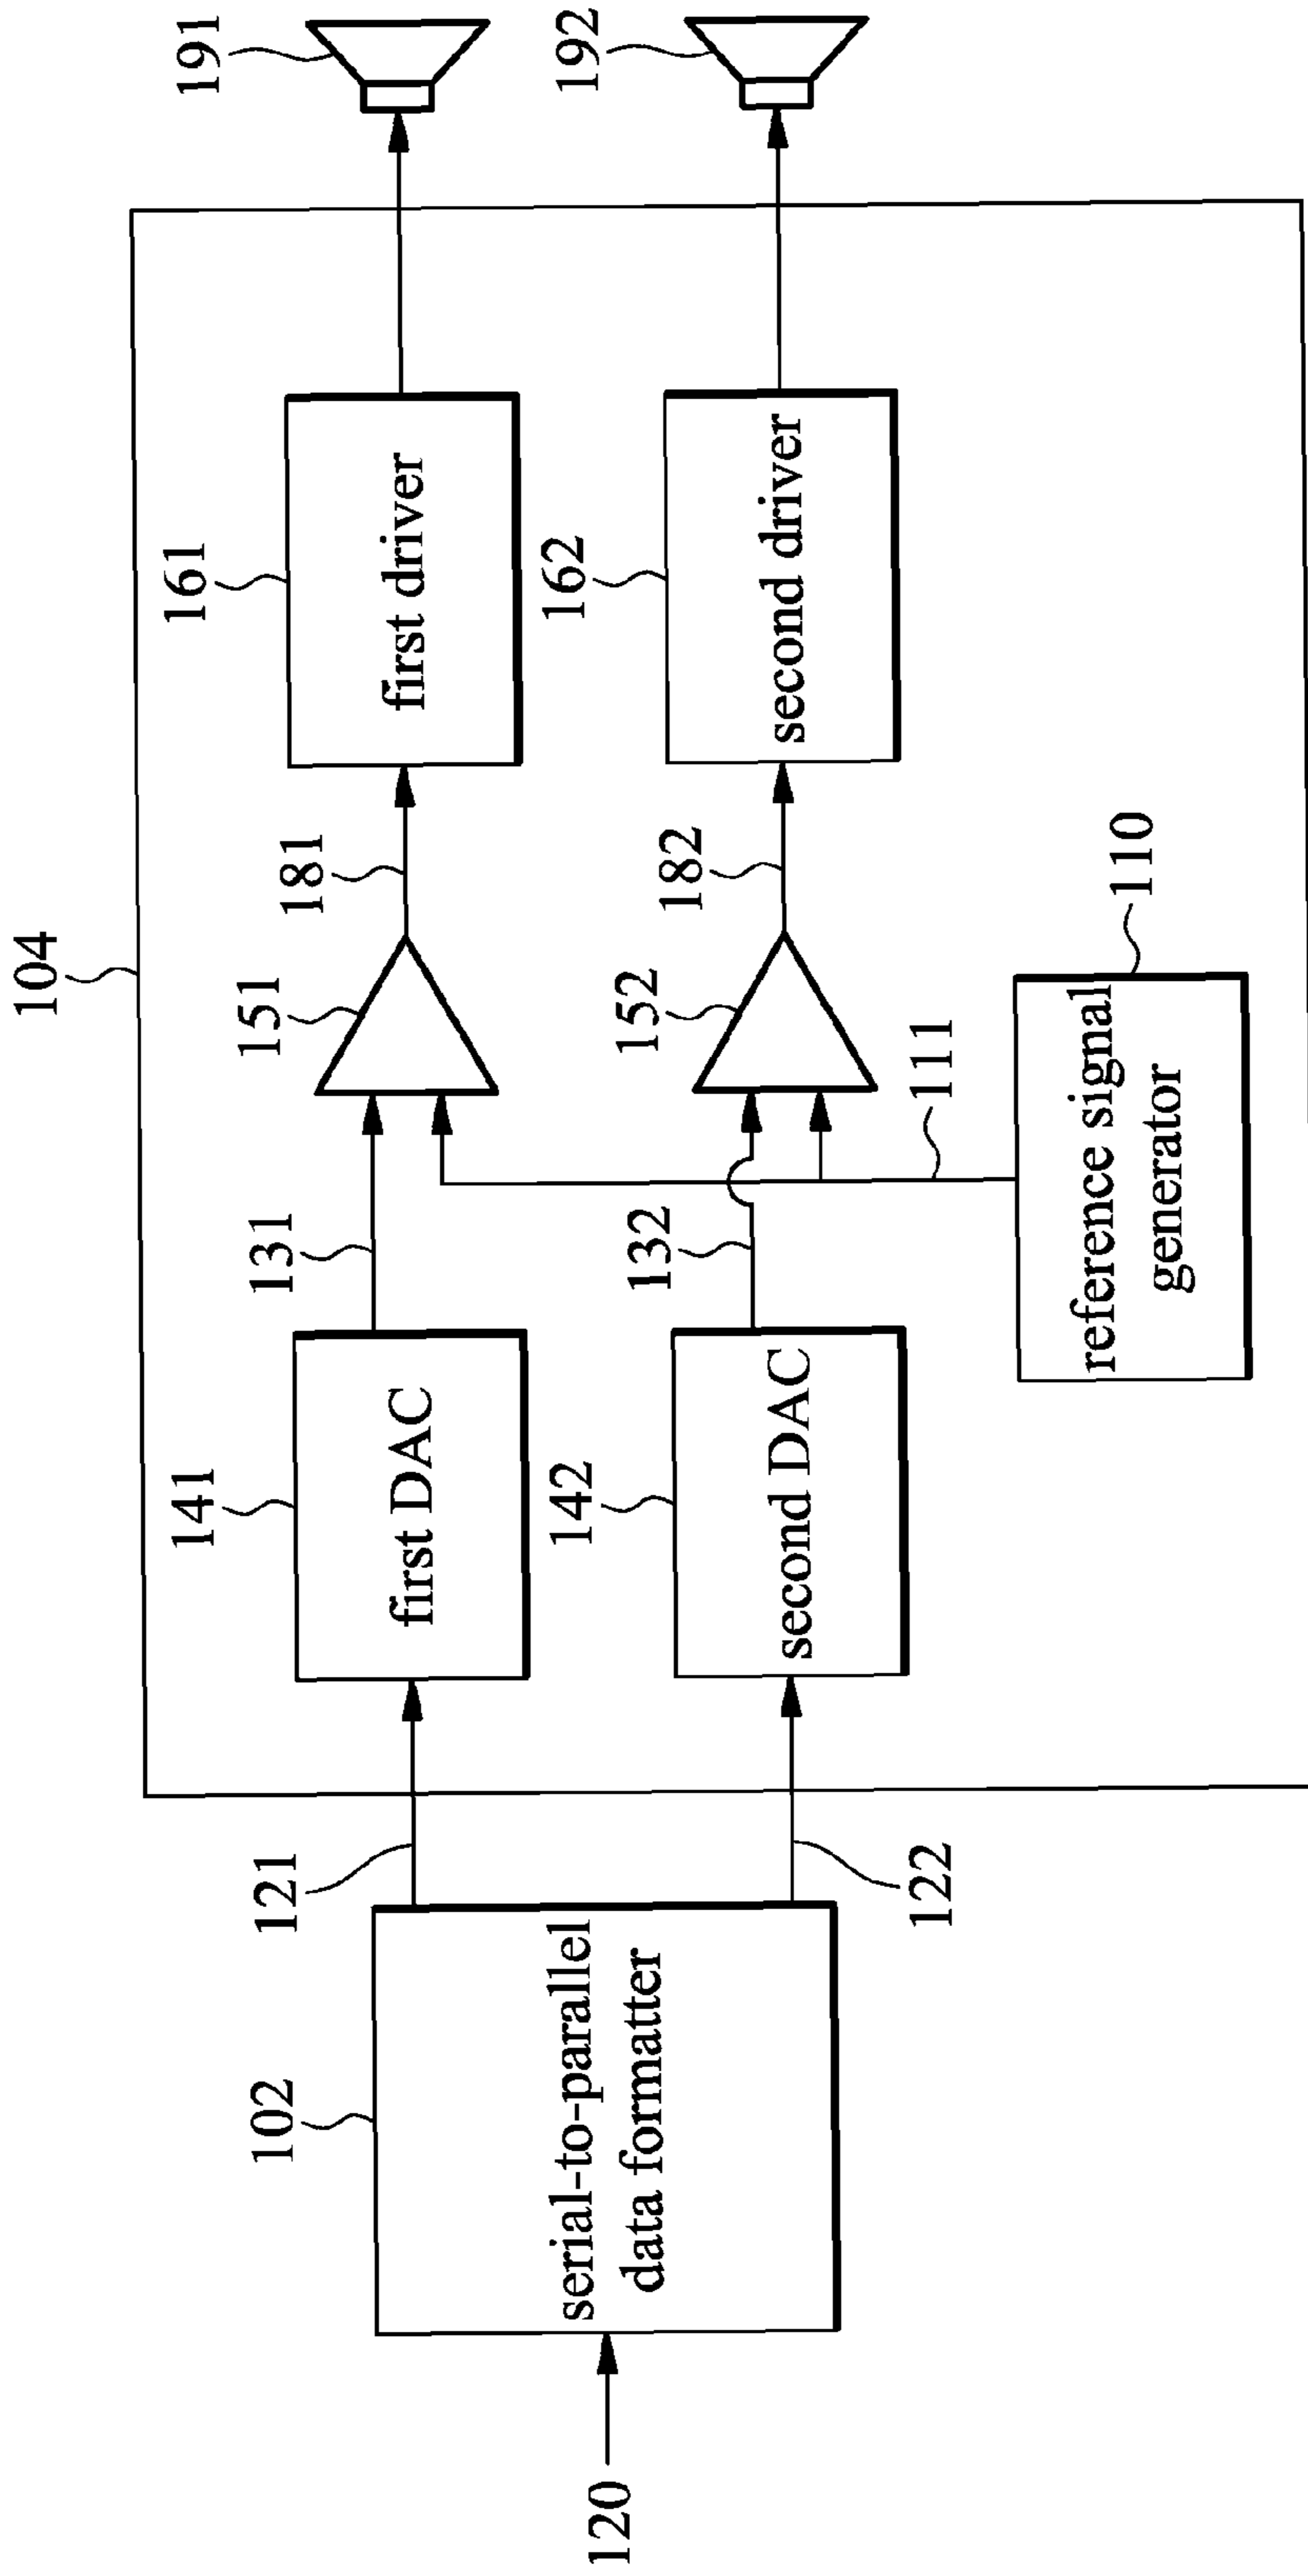 104
191
192
161
first driver
162
second driver
181
182
151
152
110
reference signal
generator
111
131
132
141
first DAC
142
second DAC
121
122
102
serial-to-parallel
data formatter
120